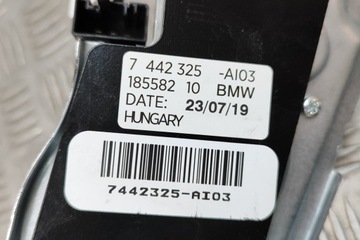 7 442 325 -AI03
185582 10 BMW
DATE: 23/07/19
HUNGARY
7442325-AI03